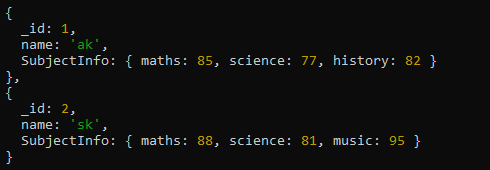 {
  _id: 1,
  name: 'ak',
  SubjectInfo: { maths: 85, science: 77, history: 82 }
},
{
  _id: 2,
  name: 'sk',
  SubjectInfo: { maths: 88, science: 81, music: 95 }
}